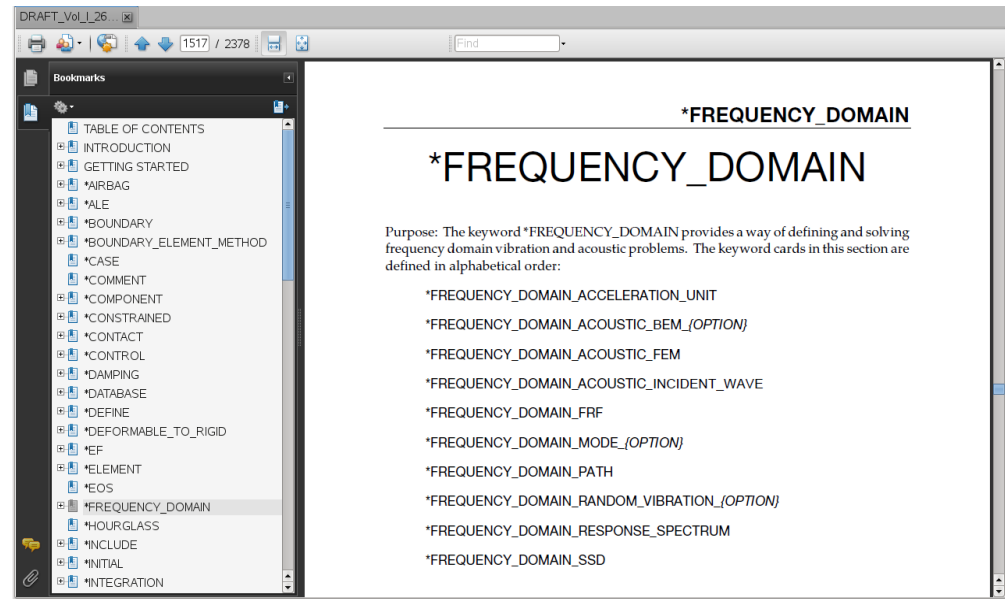 DRAFT_Vol_I_26...
1517 / 2378
Find
Bookmarks
TABLE OF CONTENTS
INTRODUCTION
GETTING STARTED
*AIRBAG
*ALE
*BOUNDARY
*BOUNDARY_ELEMENT_METHOD
*CASE
*COMMENT
*COMPONENT
*CONSTRAINED
*CONTACT
*CONTROL
*DAMPING
*DATABASE
*DEFINE
*DEFORMABLE_TO_RIGID
*EF
*ELEMENT
*EOS
*FREQUENCY_DOMAIN
*HOURGLASS
*INCLUDE
*INITIAL
*INTEGRATION
*FREQUENCY_DOMAIN
*FREQUENCY_DOMAIN
Purpose: The keyword *FREQUENCY_DOMAIN provides a way of defining and solving
frequency domain vibration and acoustic problems. The keyword cards in this section are
defined in alphabetical order:
*FREQUENCY_DOMAIN_ACCELERATION_UNIT
*FREQUENCY_DOMAIN_ACOUSTIC_BEM_{OPTION}
*FREQUENCY_DOMAIN_ACOUSTIC_FEM
*FREQUENCY_DOMAIN_ACOUSTIC_INCIDENT_WAVE
*FREQUENCY_DOMAIN_FRF
*FREQUENCY_DOMAIN_MODE_{OPTION}
*FREQUENCY_DOMAIN_PATH
*FREQUENCY_DOMAIN_RANDOM_VIBRATION_{OPTION}
*FREQUENCY_DOMAIN_RESPONSE_SPECTRUM
*FREQUENCY_DOMAIN_SSD